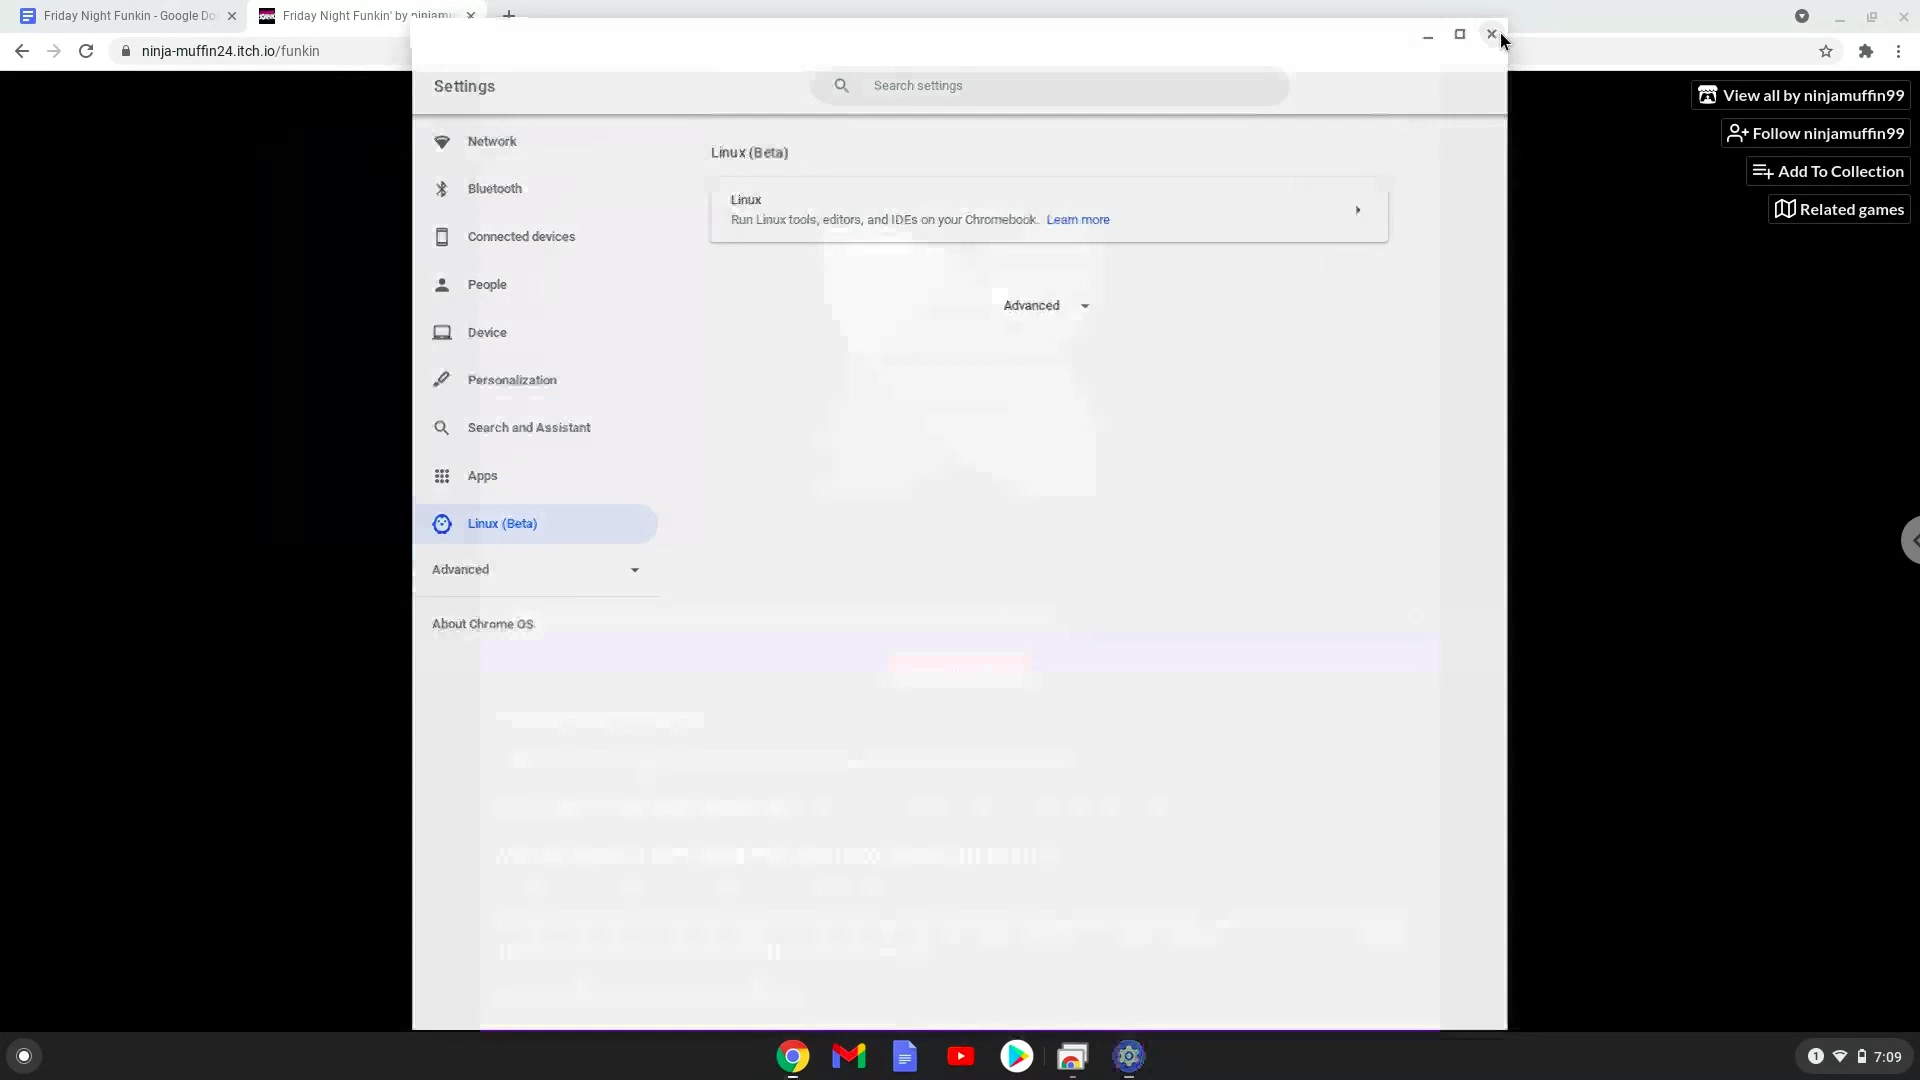 Friday Night Funkin - Google Do
Friday Night Funkin' by ninjamu
ninja-muffin24.itch.io/funkin
Settings
Search settings
View all by ninjamuffin99
Follow ninjamuffin99
Add To Collection
Related games
Network
Bluetooth
Connected devices
People
Device
Personalization
Search and Assistant
Apps
Linux (Beta)
Advanced
About Chrome OS
Linux (Beta)
Linux
Run Linux tools, editors, and IDEs on your Chromebook. Learn more
Advanced
1
7:09